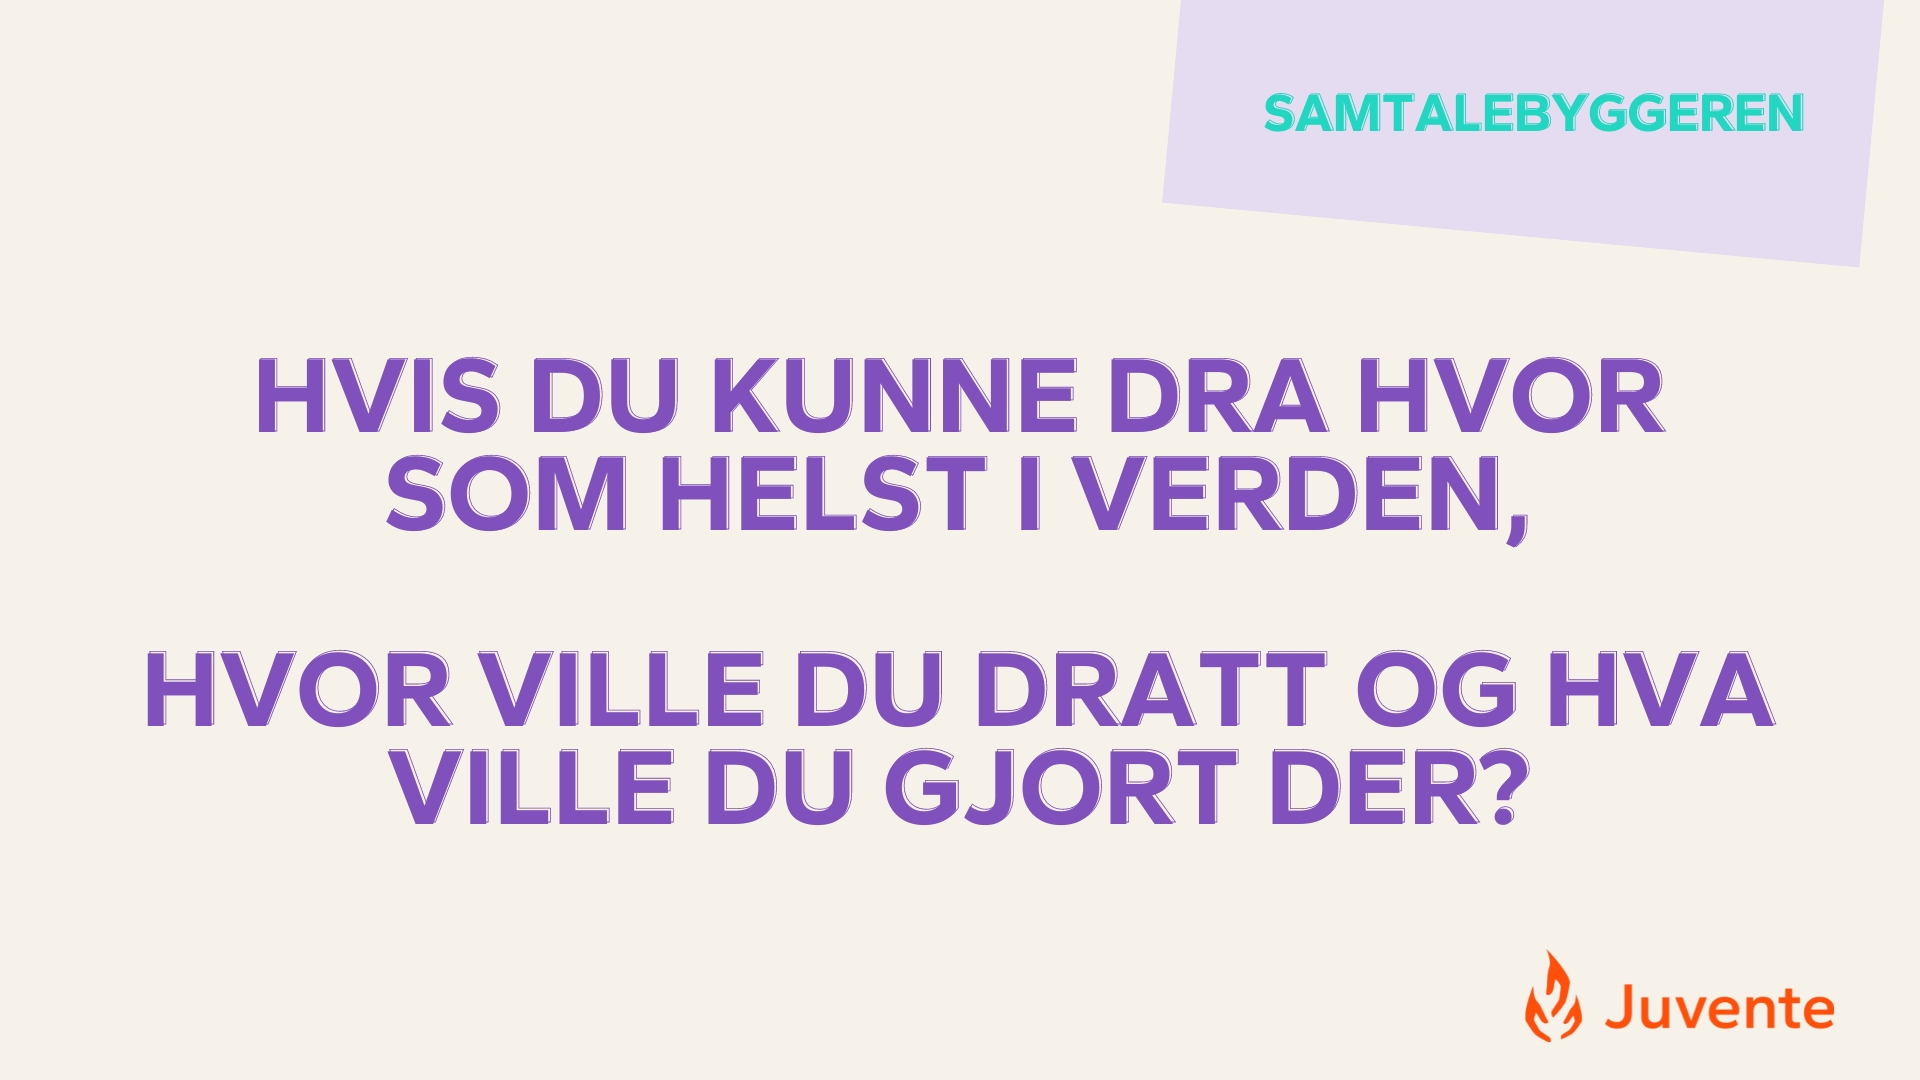 SAMTALEBYGGEREN
HVIS DU KUNNE DRA HVOR
SOM HELST I VERDEN,
HVOR VILLE DU DRATT OG HVA
VILLE DU GJORT DER?
Juvente